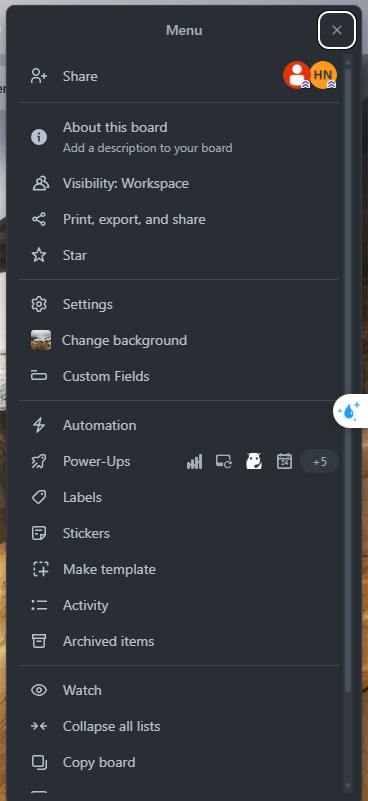 Menu
Share
HN
About this board
Add a description to your board
Visibility: Workspace
Print, export, and share
Star
Settings
Change background
Custom Fields
Automation
Power-Ups
24
+5
Labels
Stickers
Make template
Activity
Archived items
Watch
Collapse all lists
Copy board